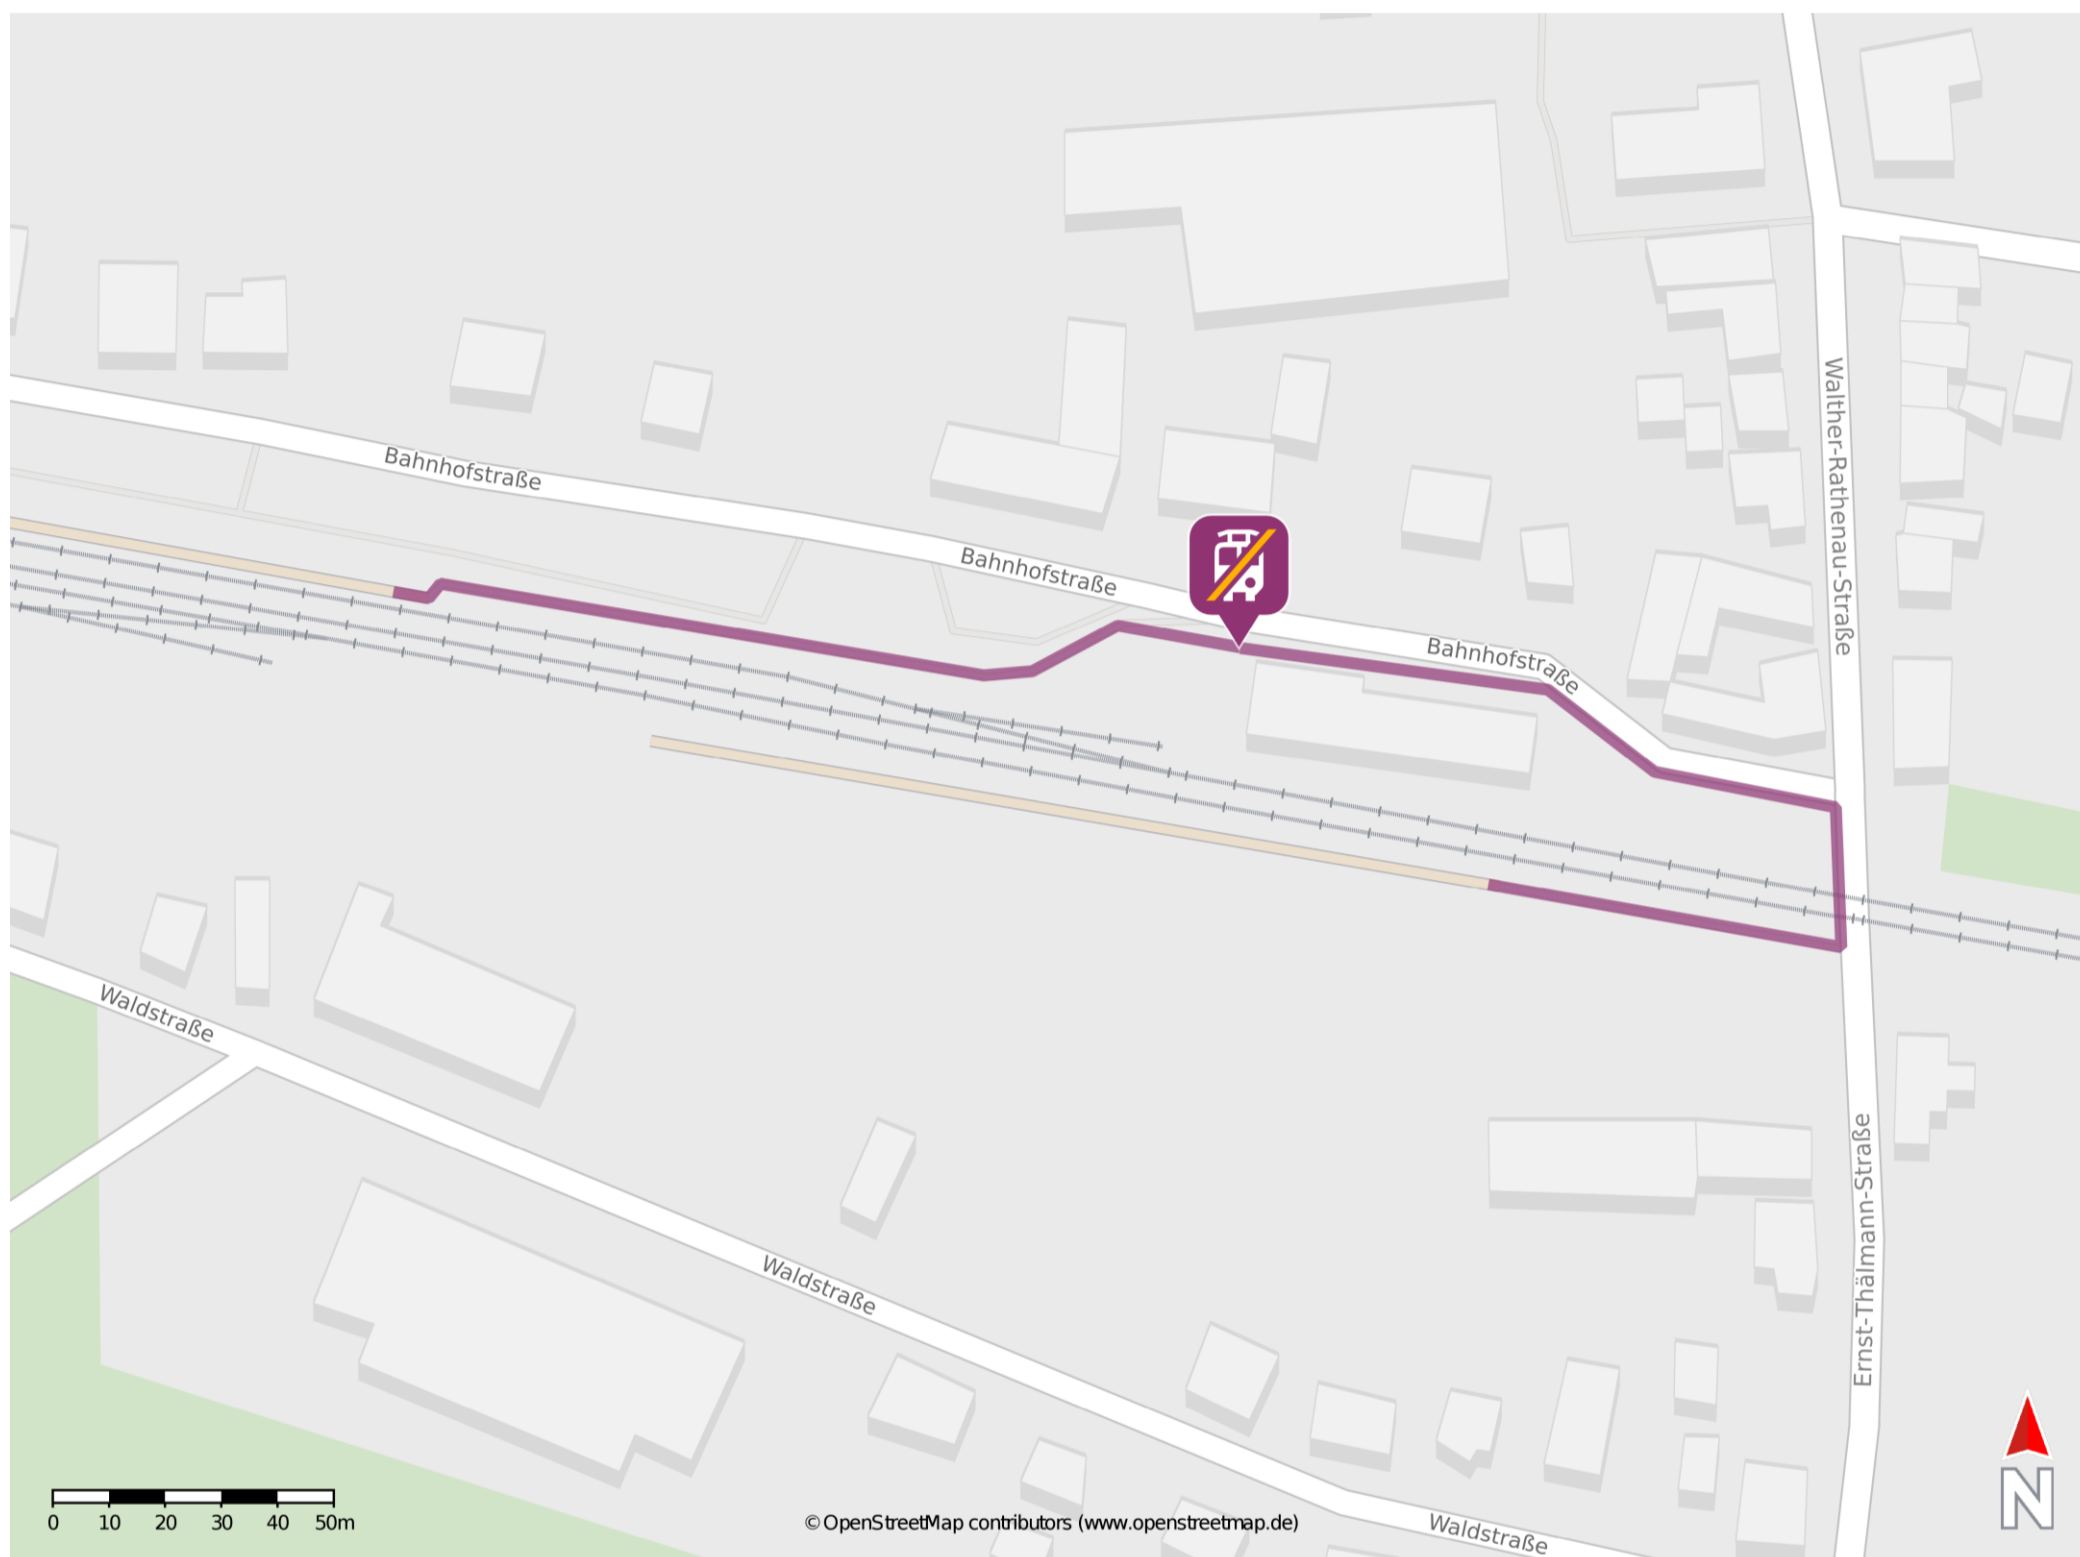 Bahnhofstraße
Walther-Rathenau-Straße
Bahnhofstraße
Bahnhofstraße
Waldstraße
Ernst-Thälmann-Straße
Waldstraße
Waldstraße
0 10 20 30 40 50m
© OpenStreetMap contributors (www.openstreetmap.de)
N